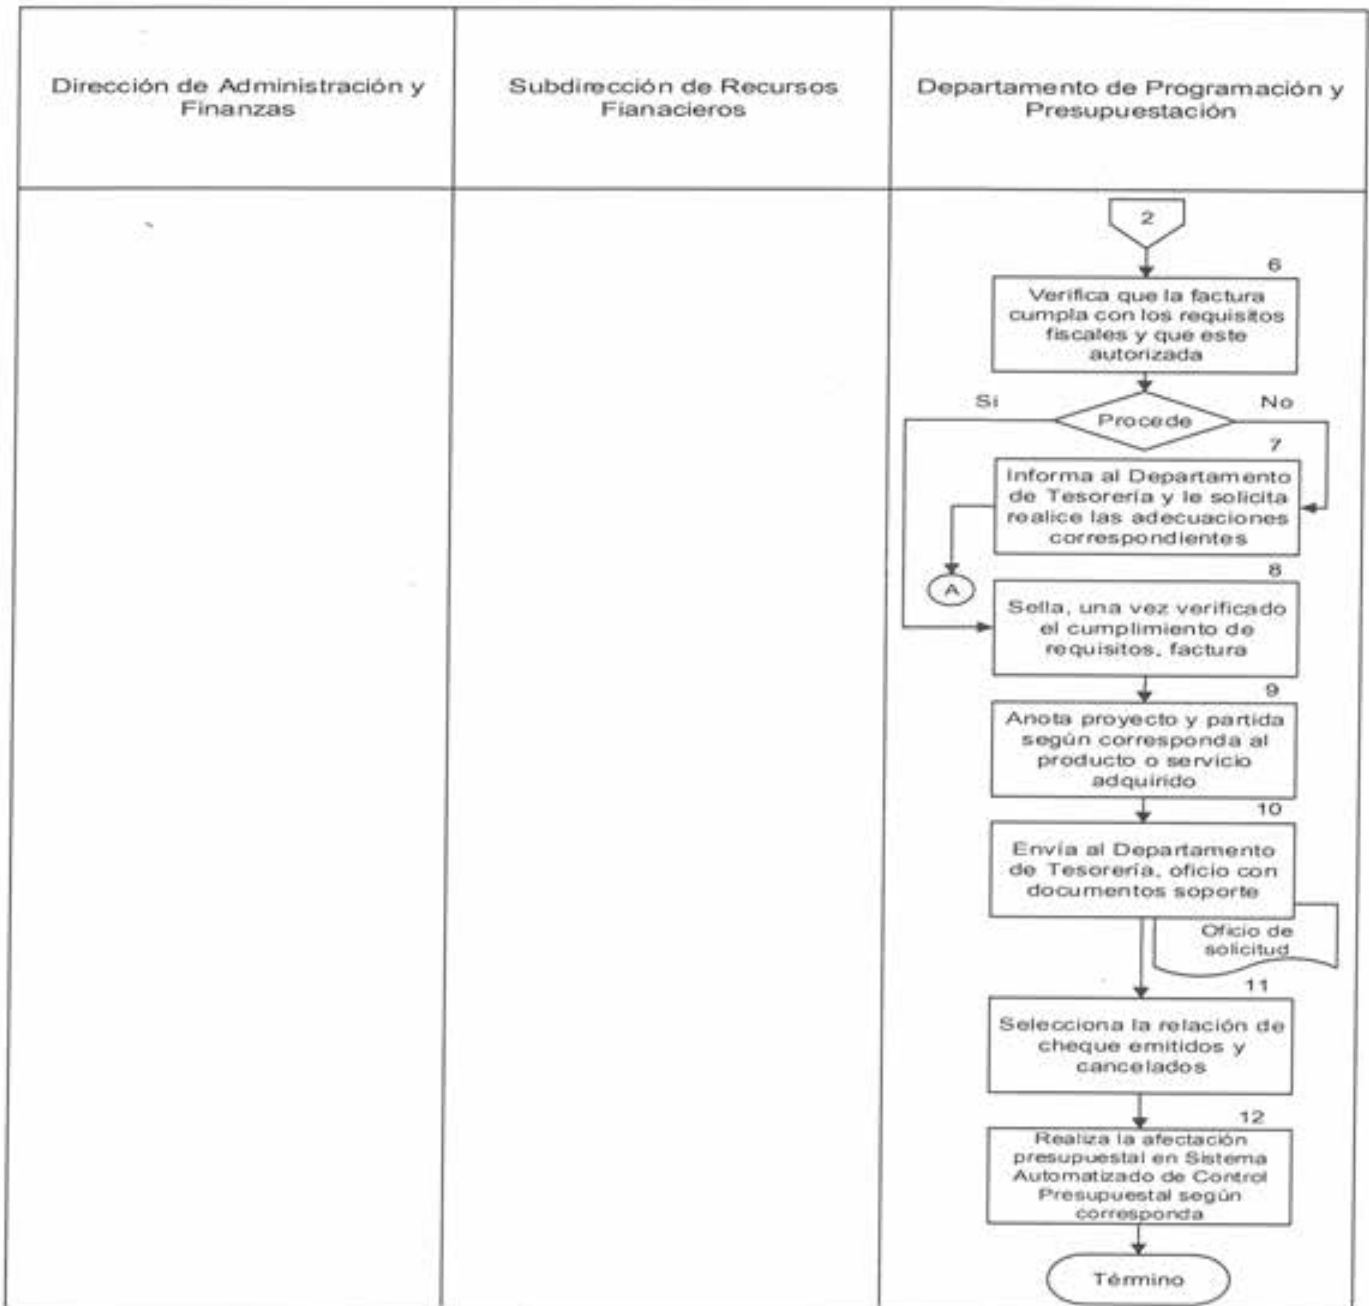 Dirección de Administración y
Finanzas
Subdirección de Recursos
Fianacieros
Departamento de Programación y
Presupuestación
2
6
Verifica que la factura
cumpla con los requisitos
fiscales y que este
autorizada
Si
No
Procede
7
Informa al Departamento
de Tesorería y le solicita
realice las adecuaciones
correspondientes
A
8
Sella, una vez verificado
el cumplimiento de
requisitos, factura
9
Anota proyecto y partida
según corresponda al
producto o servicio
adquirido
10
Envía al Departamento
de Tesorería, oficio con
documentos soporte
Oficio de
solicitud
11
Selecciona la relación de
cheque emitidos y
cancelados
12
Realiza la afectación
presupuestal en Sistema
Automatizado de Control
Presupuestal según
corresponda
Término